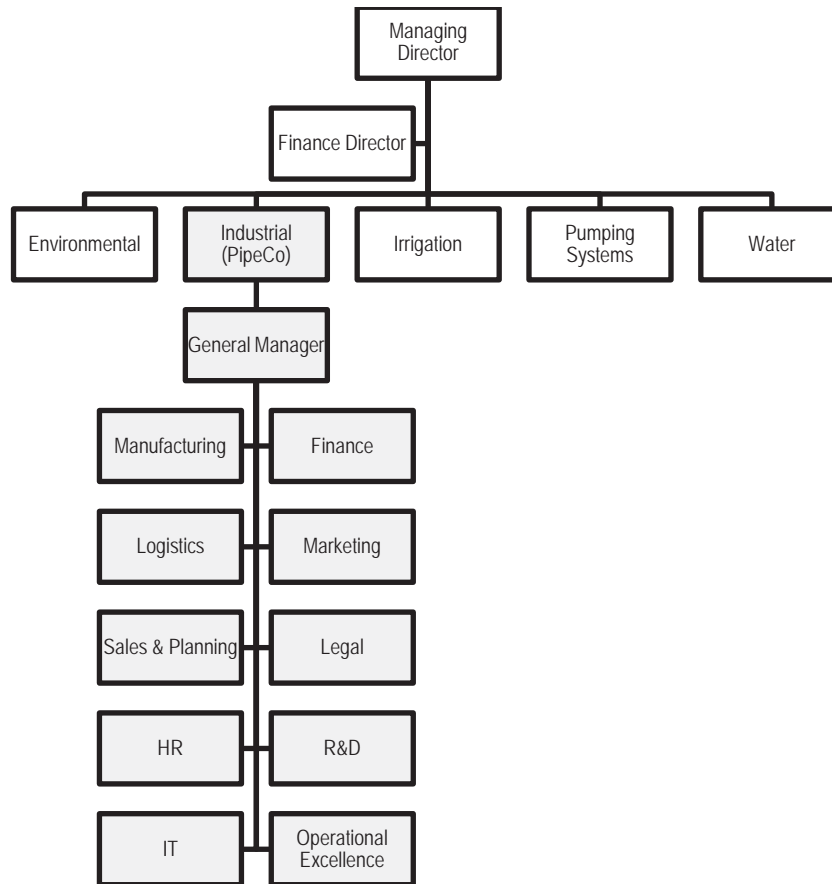 Managing
Director
Finance Director
Environmental
Industrial
(PipeCo)
Irrigation
Pumping
Systems
Water
General Manager
Manufacturing
Finance
Logistics
Marketing
Sales & Planning
Legal
HR
R&D
IT
Operational
Excellence